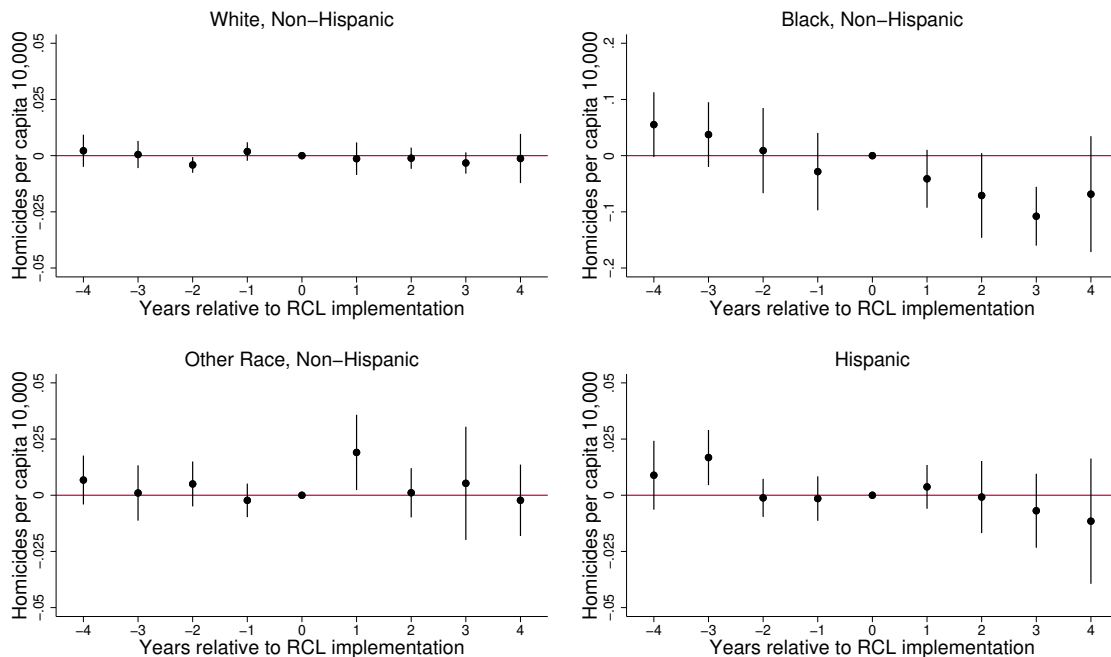 White, Non−Hispanic
Homicides per capita 10,000
.05
.025
0
−.025
−.05
−4 −3 −2 −1 0 1 2 3 4
Years relative to RCL implementation
Black, Non−Hispanic
Homicides per capita 10,000
.2
.1
0
−.1
−.2
−4 −3 −2 −1 0 1 2 3 4
Years relative to RCL implementation
Other Race, Non−Hispanic
Homicides per capita 10,000
.05
.025
0
−.025
−.05
−4 −3 −2 −1 0 1 2 3 4
Years relative to RCL implementation
Hispanic
Homicides per capita 10,000
.05
.025
0
−.025
−.05
−4 −3 −2 −1 0 1 2 3 4
Years relative to RCL implementation